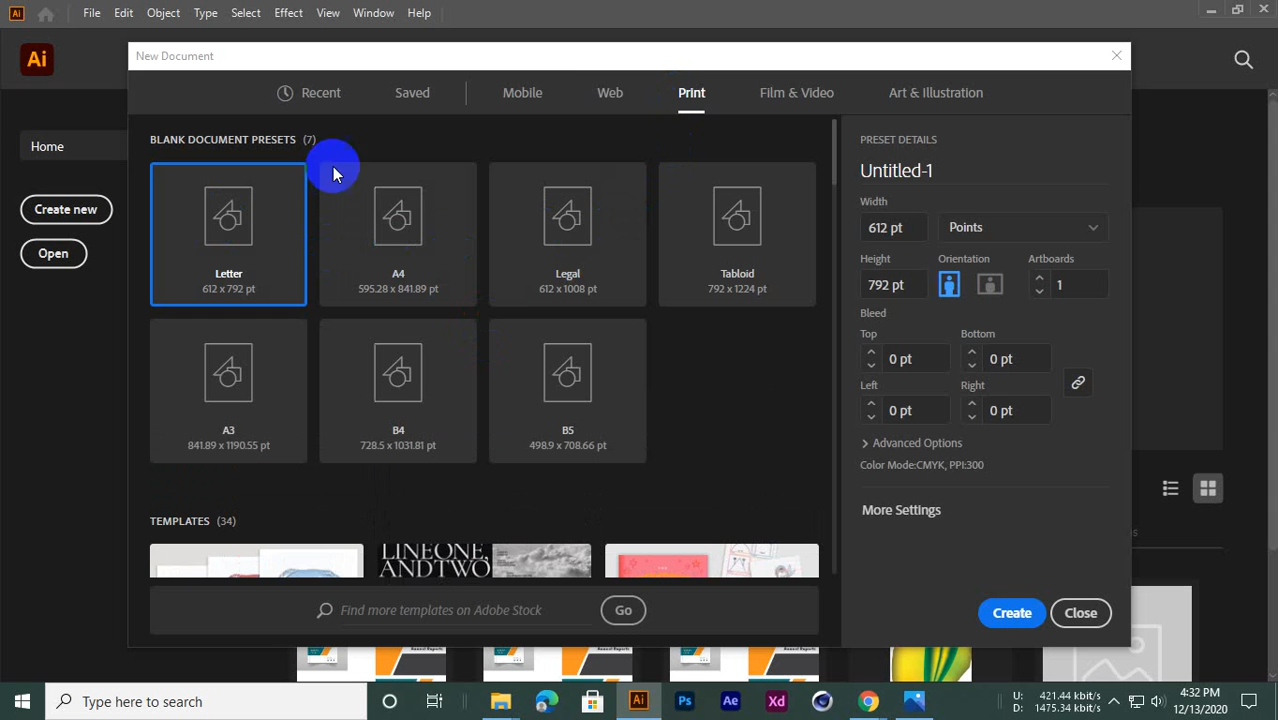 Ai File Edit Object Type Select Effect View Window Help
Ai
New Document
Recent Saved Mobile Web Print Film & Video Art & Illustration
Home
Create new
Open
BLANK DOCUMENT PRESETS (7)
Letter
612 x 792 pt
A4
595.28 x 841.89 pt
Legal
612 x 1008 pt
Tabloid
792 x 1224 pt
A3
841.89 x 1190.55 pt
B4
728.5 x 1031.81 pt
B5
498.9 x 708.66 pt
TEMPLATES (34)
LINEONE,
ANDTWO
Find more templates on Adobe Stock Go
PRESET DETAILS
Untitled-1
Width
612 pt Points
Height Orientation Artboards
792 pt 1
Bleed
Top Bottom
0 pt 0 pt
Left Right
0 pt 0 pt
Advanced Options
Color Mode:CMYK, PPI:300
More Settings
Create Close
Type here to search
Ai Ps Ae Xd
U: 421.44 kbit/s
D: 1475.34 kbit/s
4:32 PM
12/13/2020